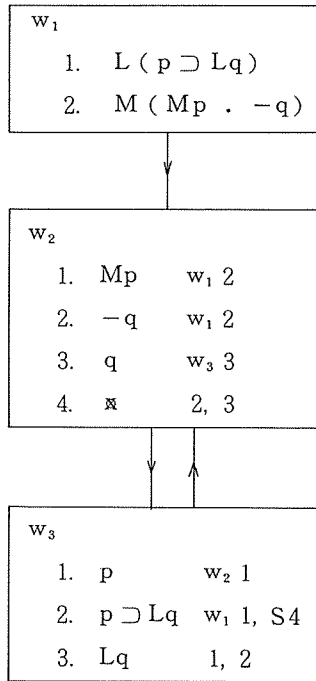 w₁
1. L ( p ⊃ Lq )
2. M ( Mp . −q )
w₂
1. Mp w₁ 2
2. −q w₁ 2
3. q w₃ 3
4. ※ 2, 3
w₃
1. p w₂ 1
2. p ⊃ Lq w₁ 1, S4
3. Lq 1, 2